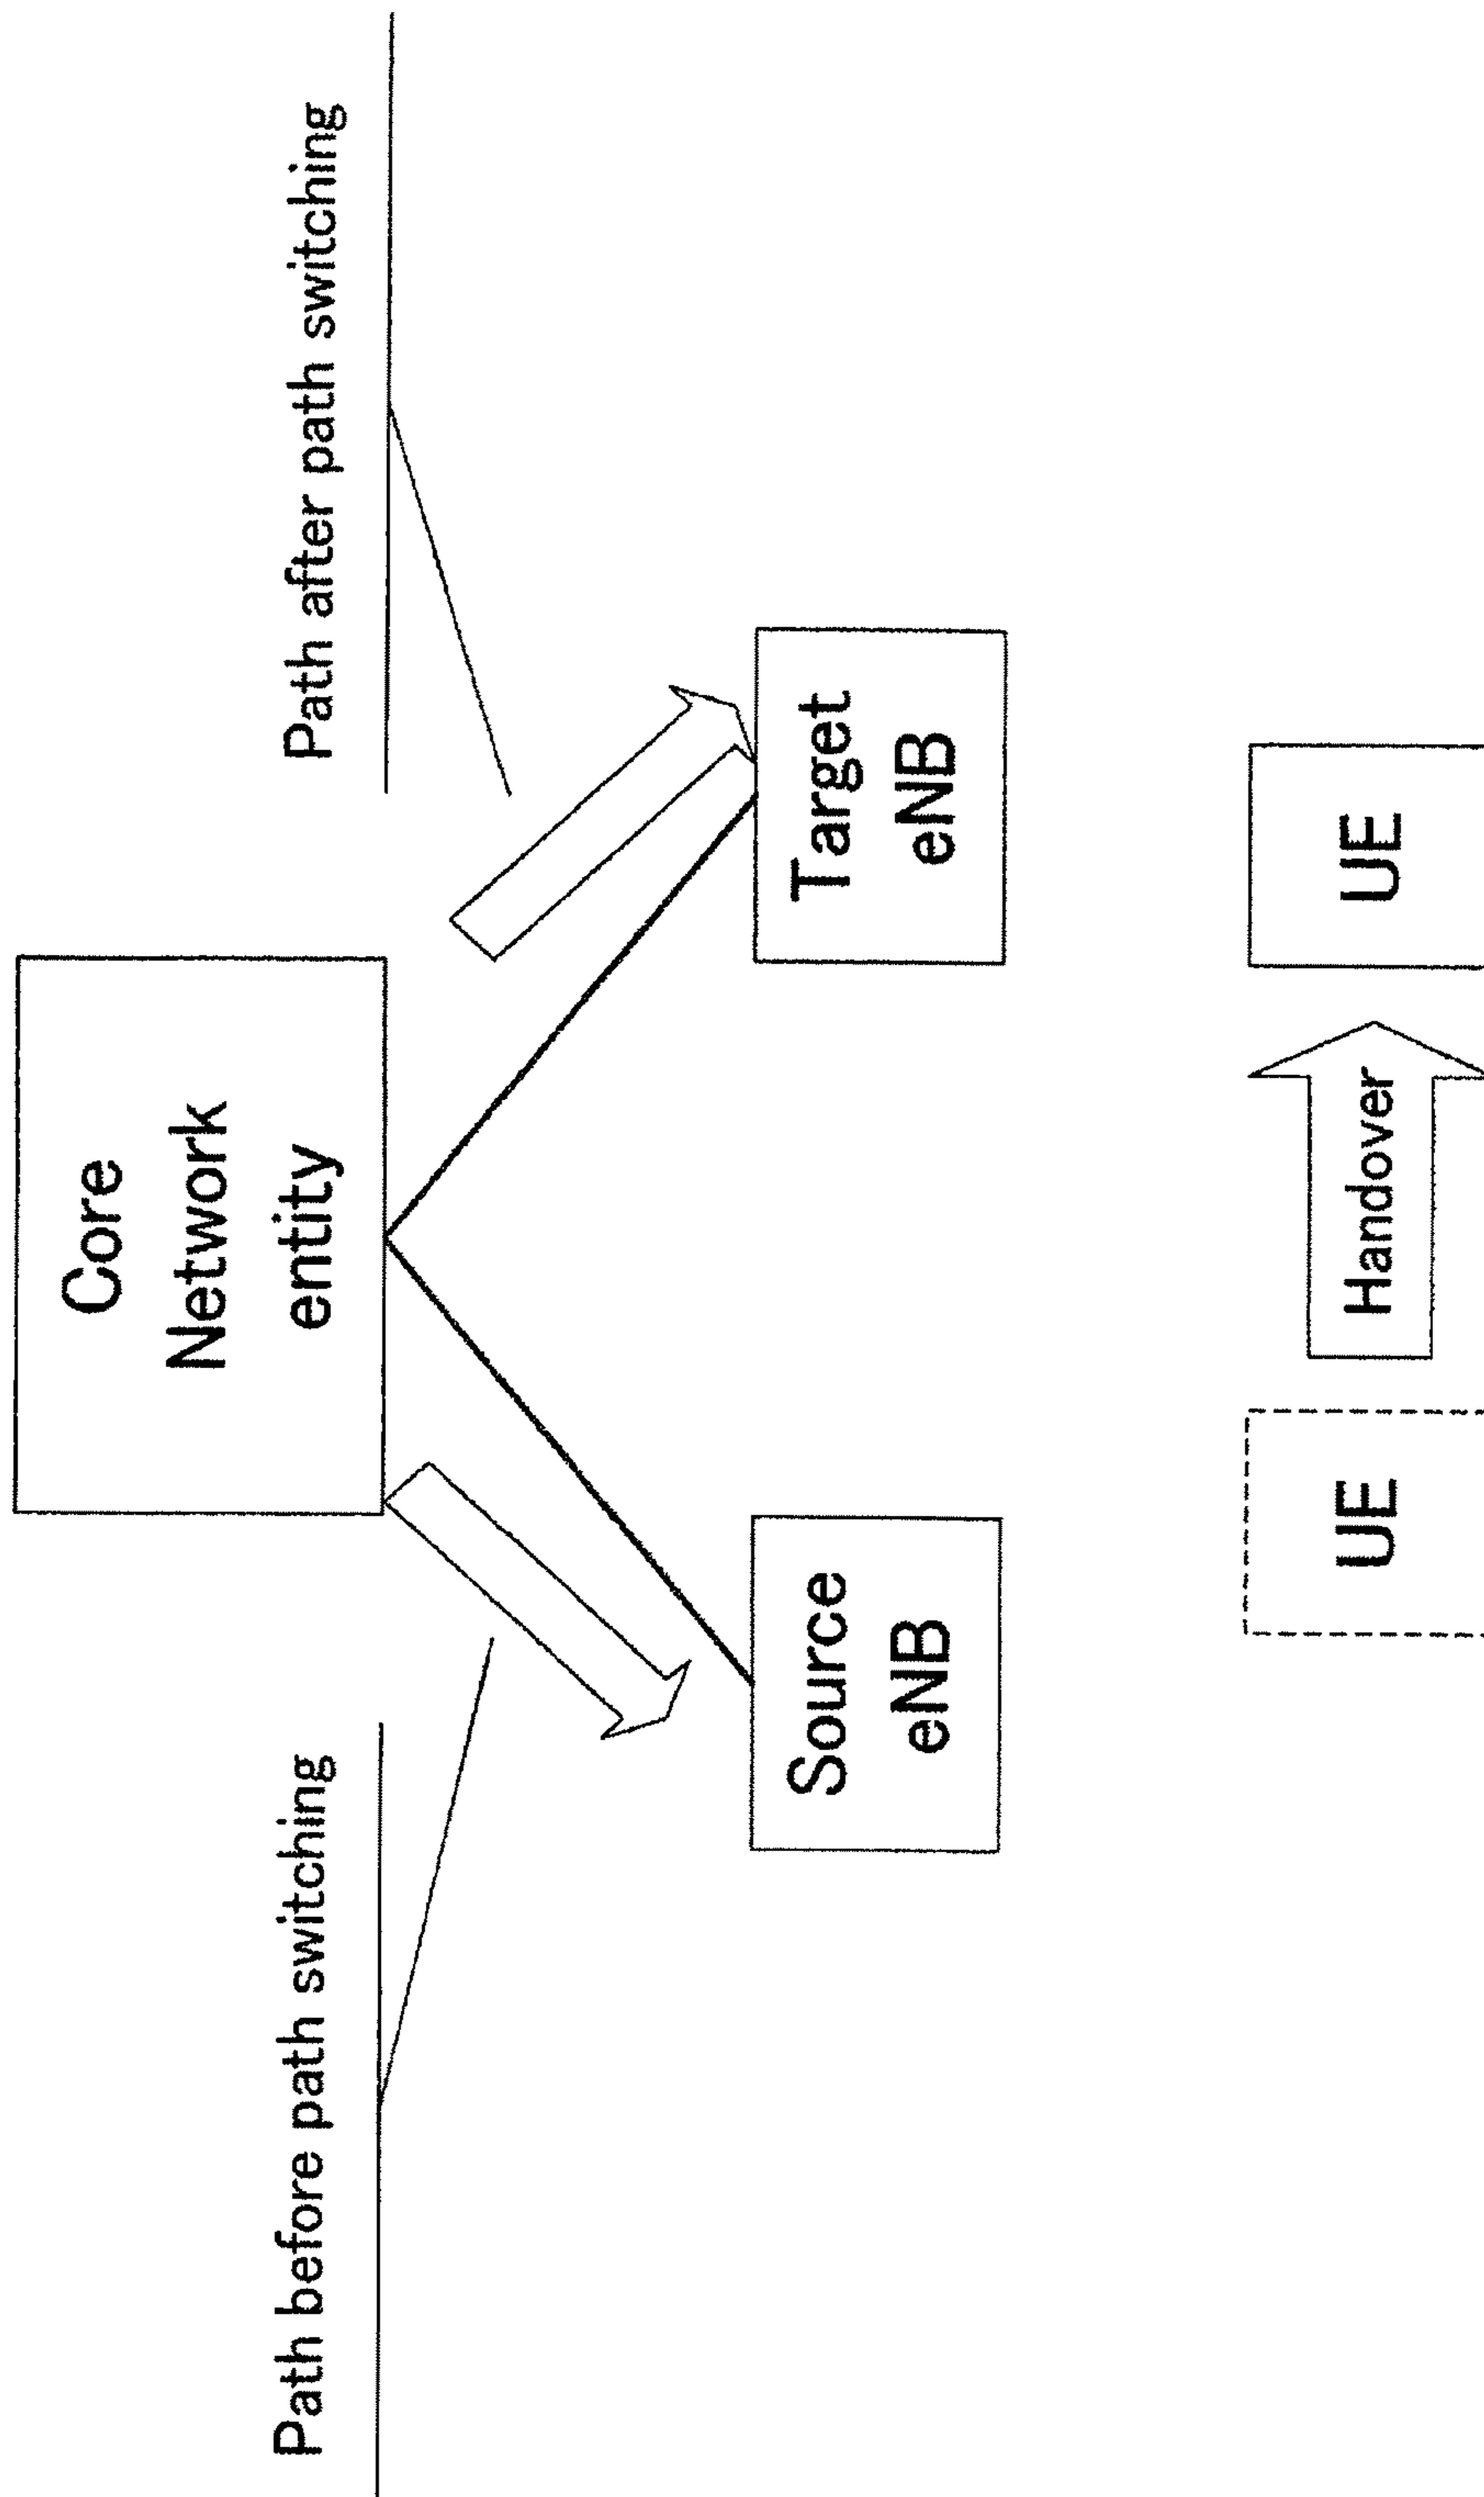 Core
Network
entity
Path before path switching
Path after path switching
Source
eNB
Target
eNB
UE
Handover
UE